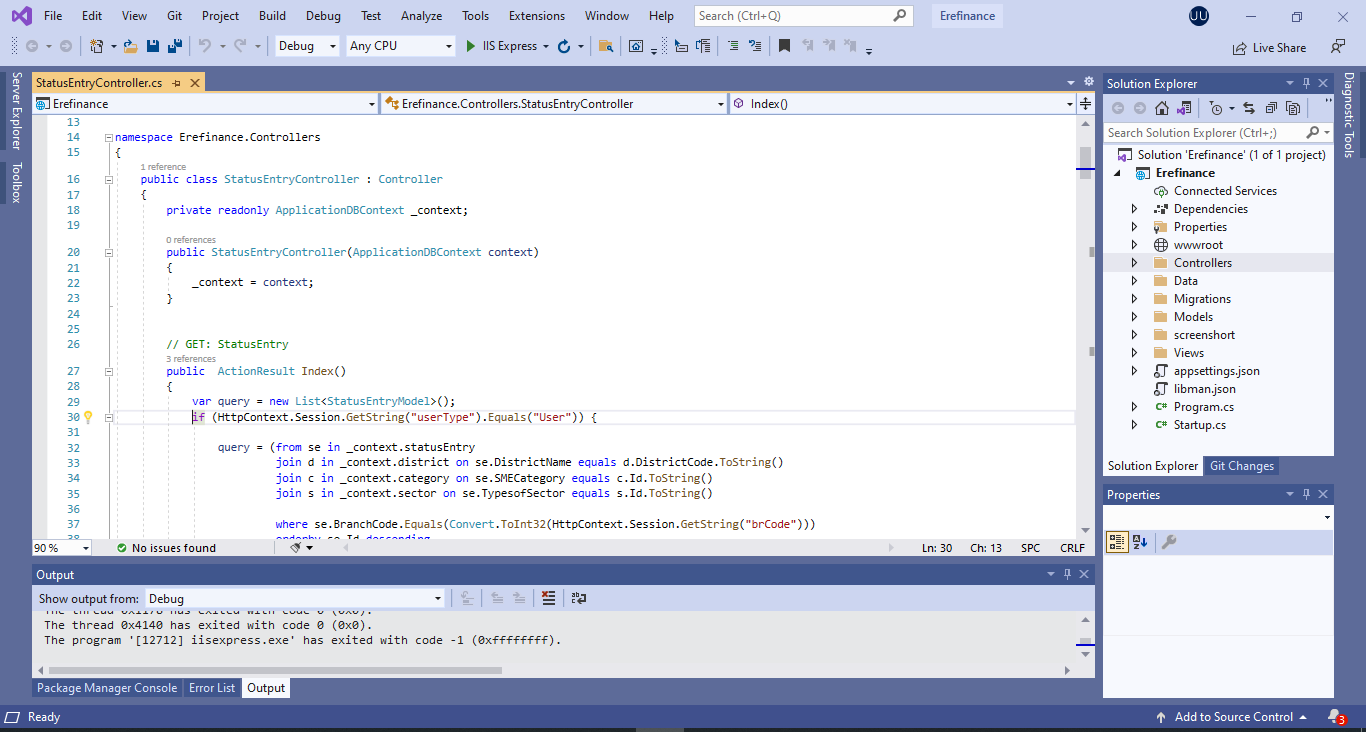 File Edit View Git Project Build Debug Test Analyze Tools Extensions Window Help Search (Ctrl+Q) Erefinance UU
Debug Any CPU IIS Express Live Share
Server Explorer
Toolbox
StatusEntryController.cs
Erefinance Erefinance.Controllers.StatusEntryController Index()
13
14 namespace Erefinance.Controllers
15 {
1 reference
16 public class StatusEntryController : Controller
17 {
18 private readonly ApplicationDBContext _context;
19
0 references
20 public StatusEntryController(ApplicationDBContext context)
21 {
22 _context = context;
23 }
24
25
26 // GET: StatusEntry
3 references
27 public  ActionResult Index()
28 {
29 var query = new List<StatusEntryModel>();
30 if (HttpContext.Session.GetString("userType").Equals("User")) {
31
32 query = (from se in _context.statusEntry
33 join d in _context.district on se.DistrictName equals d.DistrictCode.ToString()
34 join c in _context.category on se.SMECategory equals c.Id.ToString()
35 join s in _context.sector on se.TypesofSector equals s.Id.ToString()
36
37 where se.BranchCode.Equals(Convert.ToInt32(HttpContext.Session.GetString("brCode")))
38 orderby se.Id descending
90 % No issues found Ln: 30 Ch: 13 SPC CRLF
Output
Show output from: Debug
The thread 0x1178 has exited with code 0 (0x0).
The thread 0x4140 has exited with code 0 (0x0).
The program '[12712] iisexpress.exe' has exited with code -1 (0xffffffff).
Package Manager Console Error List Output
Solution Explorer
Search Solution Explorer (Ctrl+;)
Solution 'Erefinance' (1 of 1 project)
Erefinance
Connected Services
Dependencies
Properties
wwwroot
Controllers
Data
Migrations
Models
screenshort
Views
appsettings.json
libman.json
C# Program.cs
C# Startup.cs
Solution Explorer Git Changes
Properties
Diagnostic Tools
Ready Add to Source Control 3